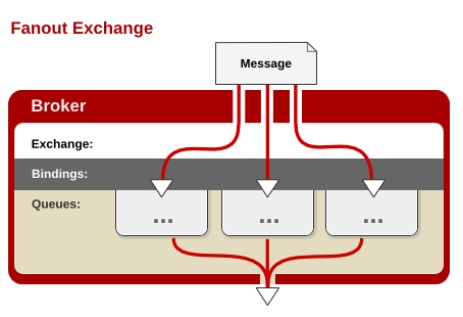 Fanout Exchange
Message
Broker
Exchange:
Bindings:
Queues:
... ... ...